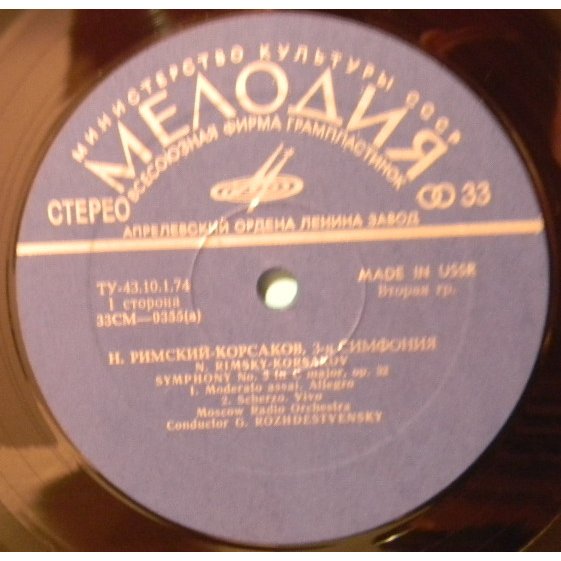 МИНИСТЕРСТВО КУЛЬТУРЫ СССР
МЕЛОДИЯ
ВСЕСОЮЗНАЯ ФИРМА ГРАМПЛАСТИНОК
СТЕРЕО
33
АПРЕЛЕВСКИЙ ОРДЕНА ЛЕНИНА ЗАВОД
ТУ-43.10.1.74
MADE IN USSR
1 сторона
Вторая гр.
33СМ—0355(а)
Н. РИМСКИЙ-КОРСАКОВ, 3-я СИМФОНИЯ
N. RIMSKY-KORSAKOV
SYMPHONY No. 3 in C major, op. 32
1. Moderato assai. Allegro
2. Scherzo. Vivo
Moscow Radio Orchestra
Conductor G. ROZHDESTVENSKY